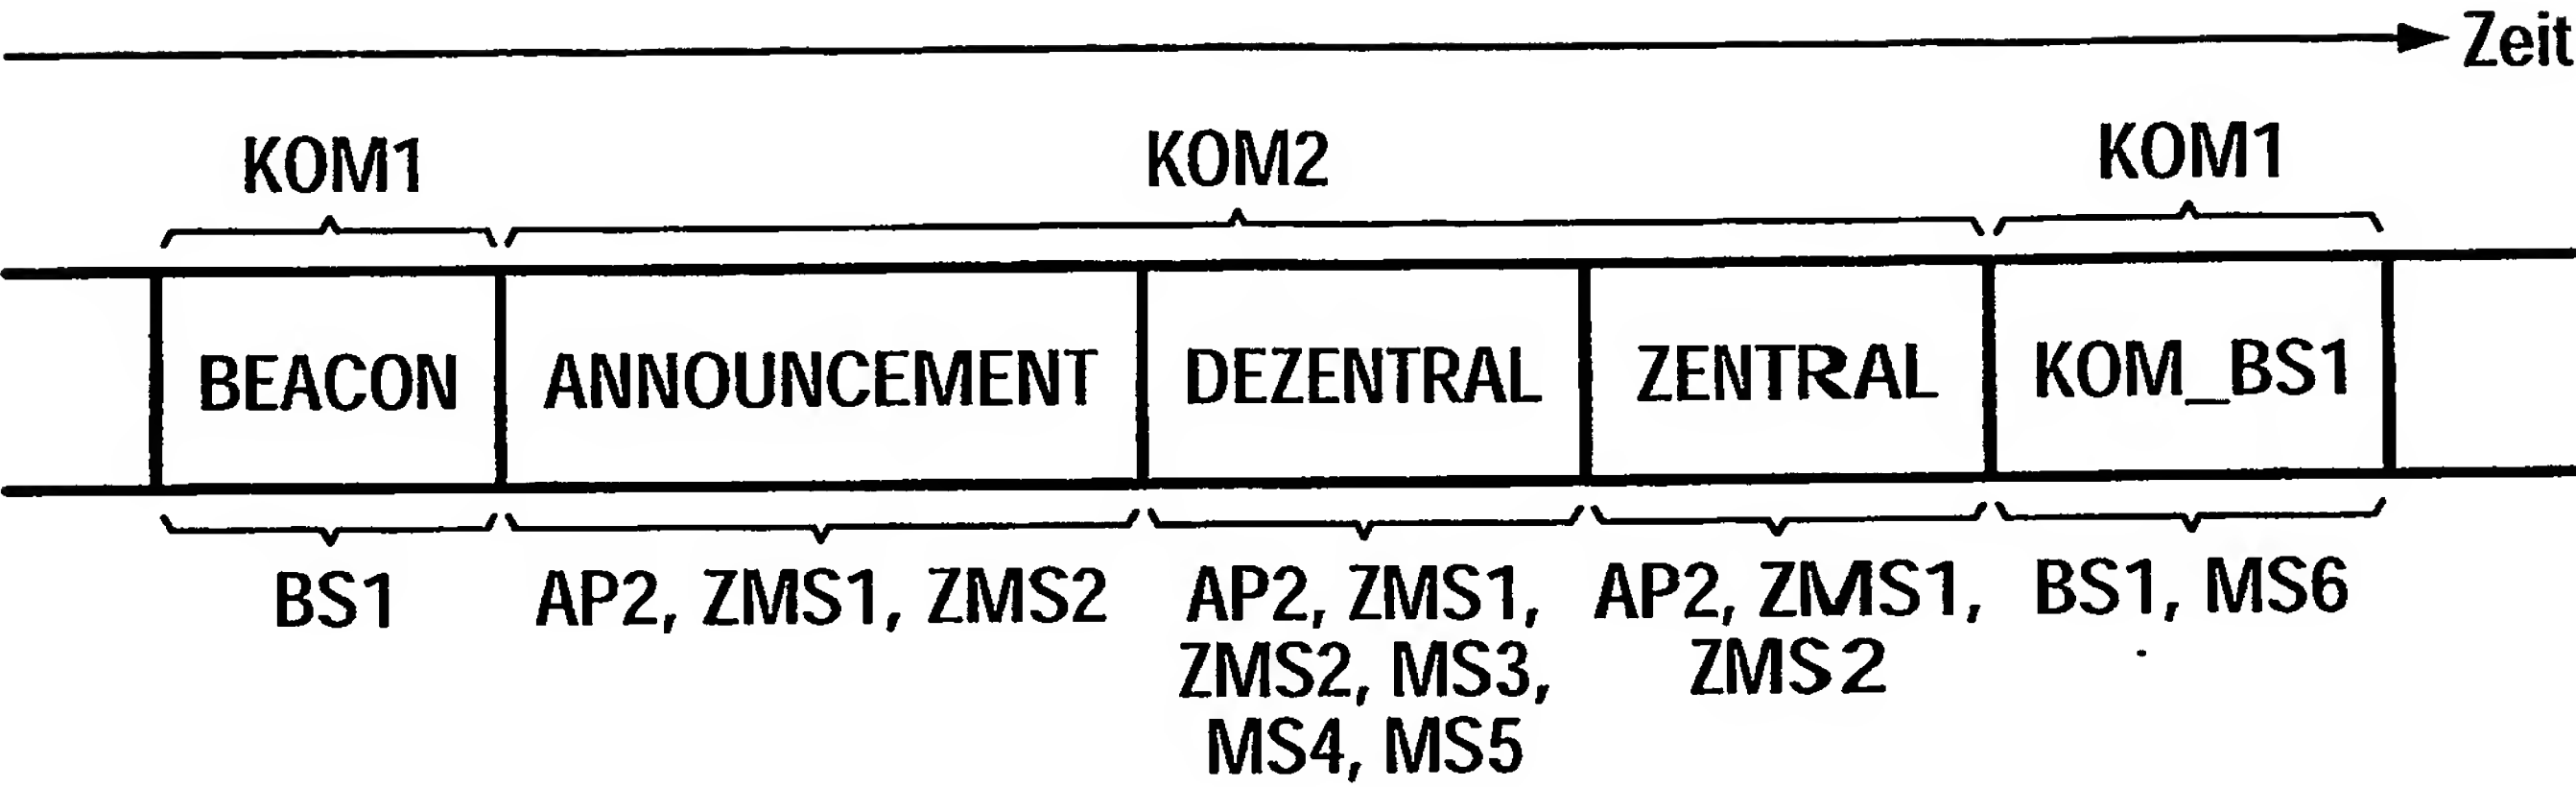 Zeit
KOM1 KOM2 KOM1
BEACON ANNOUNCEMENT DEZENTRAL ZENTRAL KOM_BS1
BS1 AP2, ZMS1, ZMS2 AP2, ZMS1, AP2, ZMS1, BS1, MS6
ZMS2, MS3, ZMS2
MS4, MS5